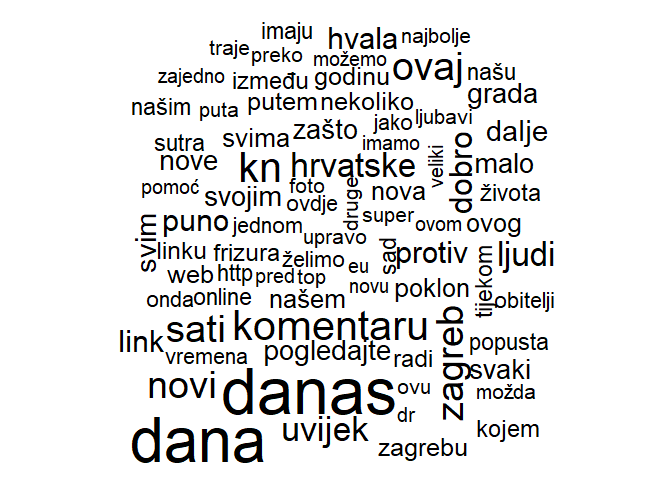 imaju
hvala
najbolje
traje
preko
možemo
ovaj
zajedno
između
godinu
našu
grada
našim
puta
putem
nekoliko
jako
ljubavi
sutra
svima
zašto
imamo
dalje
nove
kn
hrvatske
veliki
dobro
malo
pomoć
svojim
foto
ovdje
druge
nova
života
svim
puno
jednom
super
ovom
ovog
upravo
linku
frizura
želimo
sad
protiv
ljudi
web
http
pred
top
eu
novu
poklon
tijekom
obitelji
onda
online
našem
link
sati
komentaru
zagreb
popusta
vremena
pogledajte
radi
svaki
novi
danas
ovu
možda
dr
dana
uvijek
zagrebu
kojem